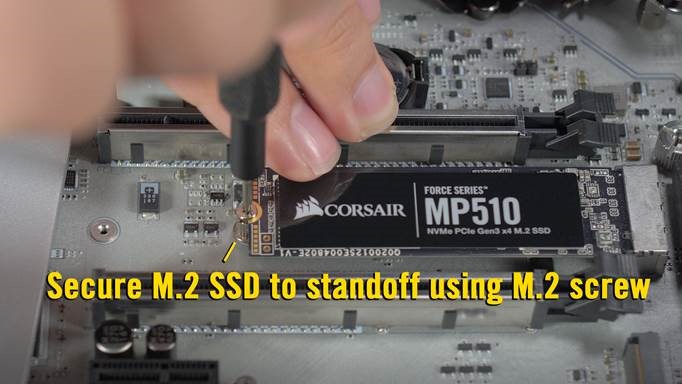 FORCE SERIES™
CORSAIR
MP510
NVMe PCIe Gen3 x4 M.2 SSD
Secure M.2 SSD to standoff using M.2 screw